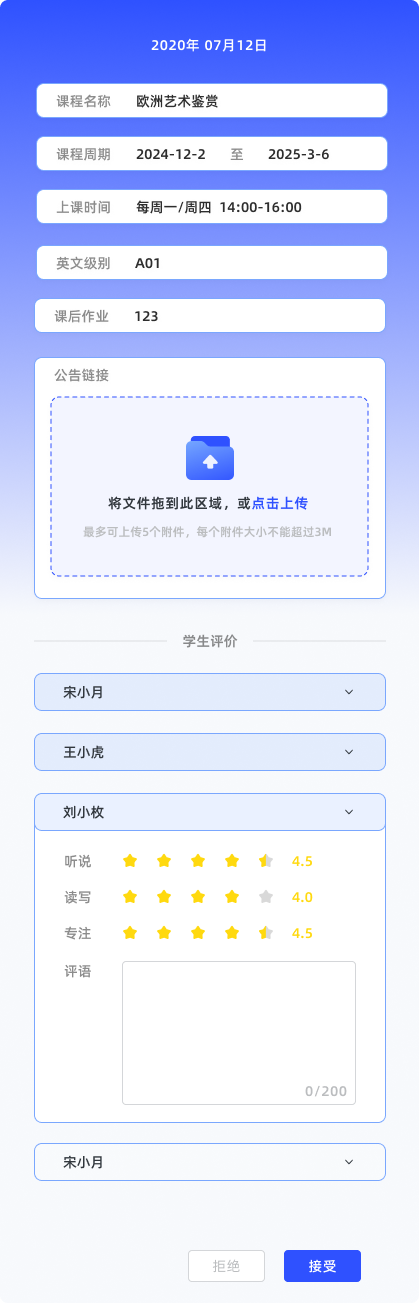 2020年 07月12日
课程名称 欧洲艺术鉴赏
课程周期 2024-12-2 至 2025-3-6
上课时间 每周一/周四 14:00-16:00
英文级别 A01
课后作业 123
公告链接
将文件拖到此区域，或点击上传
最多可上传5个附件，每个附件大小不能超过3M
学生评价
宋小月
王小虎
刘小枚
听说 4.5
读写 4.0
专注 4.5
评语
0/200
宋小月
拒绝 接受